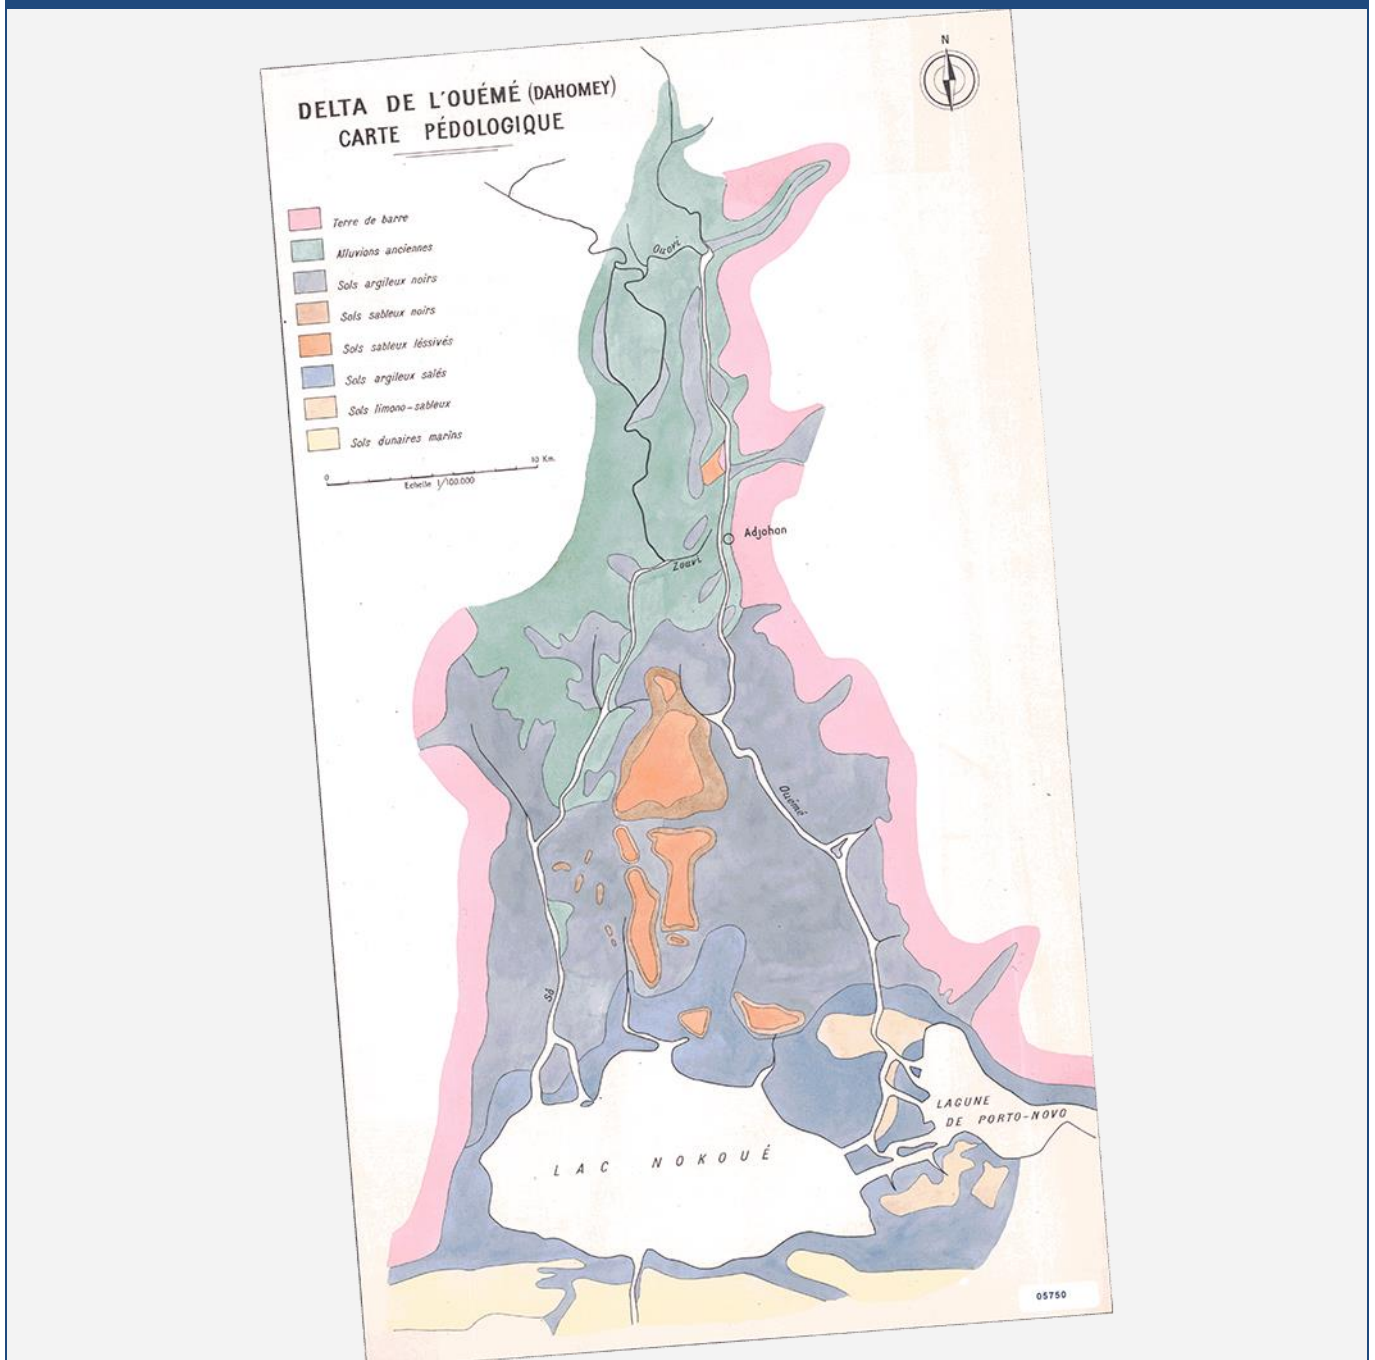 N
DELTA DE L'OUÉMÉ (DAHOMEY)
CARTE PÉDOLOGIQUE
Terre de barre
Alluvions anciennes
Sols argileux noirs
Sols sableux noirs
Sols sableux léssivés
Sols argileux salés
Sols limono-sableux
Sols dunaires marins
0 10 Km.
Echelle 1/100.000
Ouovi
Adjohon
Zouvi
Ouémé
Sô
LAGUNE
DE PORTO-NOVO
LAC NOKOUÉ
05750